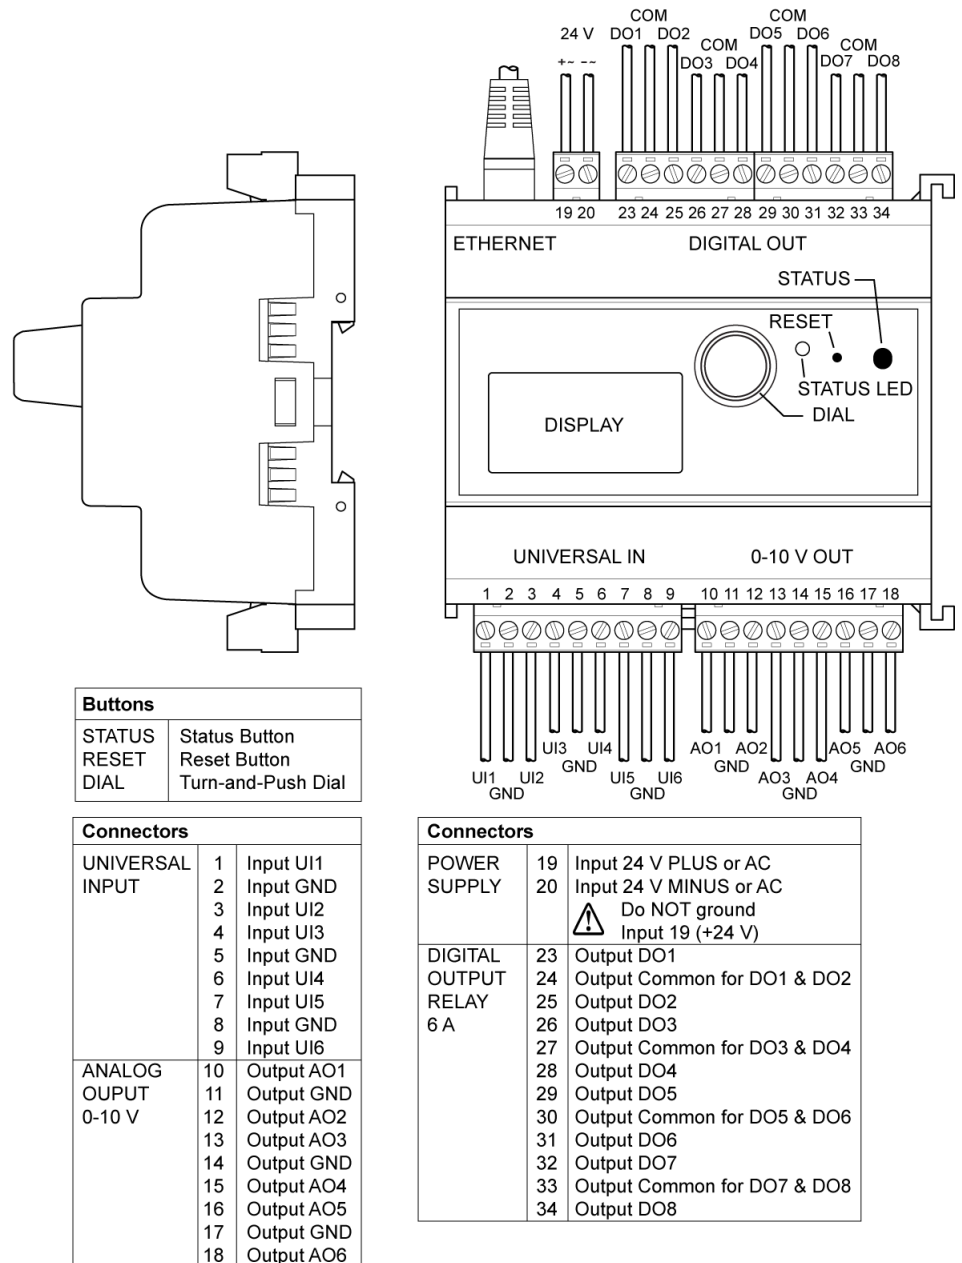 COM COM
24 V DO1 DO2 DO5 DO6
COM COM
+~ -~ DO3 DO4 DO7 DO8
19 20 23 24 25 26 27 28 29 30 31 32 33 34
ETHERNET DIGITAL OUT
STATUS
RESET
STATUS LED
DIAL
DISPLAY
UNIVERSAL IN 0-10 V OUT
1 2 3 4 5 6 7 8 9 10 11 12 13 14 15 16 17 18
UI3 UI4 AO1 AO2 AO5 AO6
GND GND GND
UI1 UI2 UI5 UI6 AO3 AO4
GND GND GND
Buttons
STATUS Status Button
RESET Reset Button
DIAL Turn-and-Push Dial
Connectors
UNIVERSAL 1 Input UI1
INPUT 2 Input GND
3 Input UI2
4 Input UI3
5 Input GND
6 Input UI4
7 Input UI5
8 Input GND
9 Input UI6
ANALOG 10 Output AO1
OUPUT 11 Output GND
0-10 V 12 Output AO2
13 Output AO3
14 Output GND
15 Output AO4
16 Output AO5
17 Output GND
18 Output AO6
Connectors
POWER 19 Input 24 V PLUS or AC
SUPPLY 20 Input 24 V MINUS or AC
Do NOT ground
Input 19 (+24 V)
DIGITAL 23 Output DO1
OUTPUT 24 Output Common for DO1 & DO2
RELAY 25 Output DO2
6 A 26 Output DO3
27 Output Common for DO3 & DO4
28 Output DO4
29 Output DO5
30 Output Common for DO5 & DO6
31 Output DO6
32 Output DO7
33 Output Common for DO7 & DO8
34 Output DO8